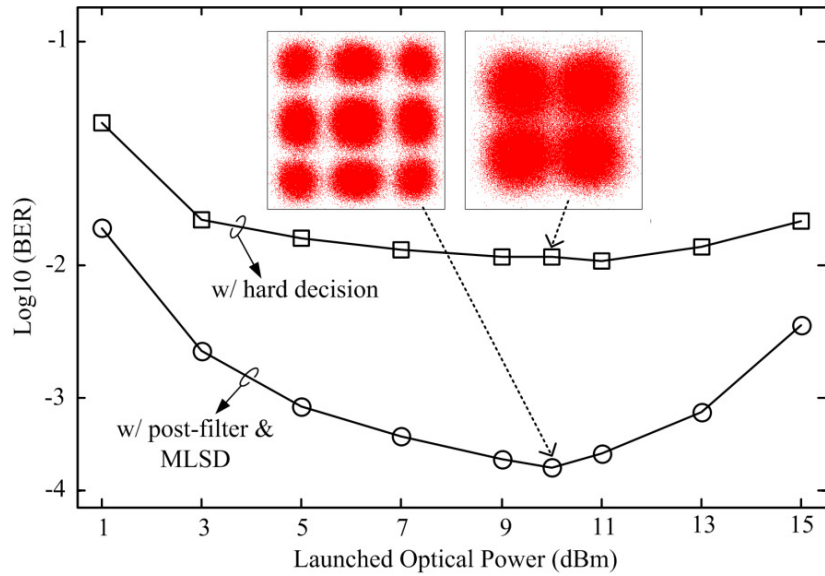 -1
-2
-3
-4
Log10 (BER)
w/ hard decision
w/ post-filter &
MLSD
1 3 5 7 9 11 13 15
Launched Optical Power (dBm)